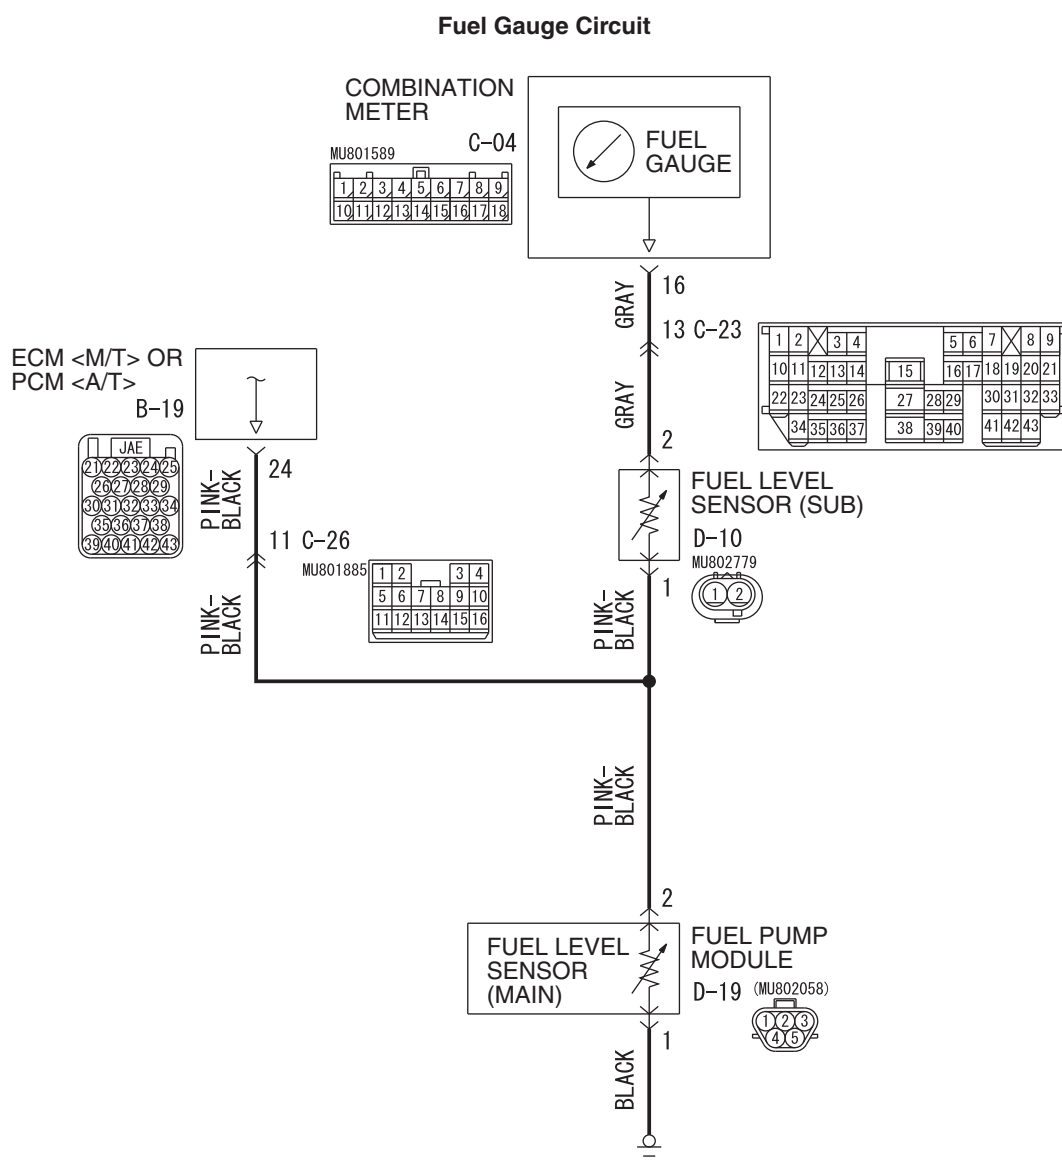 Fuel Gauge Circuit
COMBINATION
METER
C-04
MU801589
1 2 3 4 5 6 7 8 9
10 11 12 13 14 15 16 17 18
FUEL
GAUGE
16
GRAY
13 C-23
1 2 3 4 5 6 7 8 9
10 11 12 13 14 15 16 17 18 19 20 21
22 23 24 25 26 27 28 29 30 31 32 33
34 35 36 37 38 39 40 41 42 43
GRAY
2
ECM <M/T> OR
PCM <A/T>
B-19
JAE
21 22 23 24 25
26 27 28 29
30 31 32 33 34
35 36 37 38
39 40 41 42 43
24
PINK-
BLACK
11 C-26
MU801885
1 2 3 4
5 6 7 8 9 10
11 12 13 14 15 16
PINK-
BLACK
FUEL LEVEL
SENSOR (SUB)
D-10
MU802779
1 2
1
PINK-
BLACK
PINK-
BLACK
2
FUEL LEVEL
SENSOR
(MAIN)
FUEL PUMP
MODULE
D-19 (MU802058)
1 2 3
4 5
1
BLACK